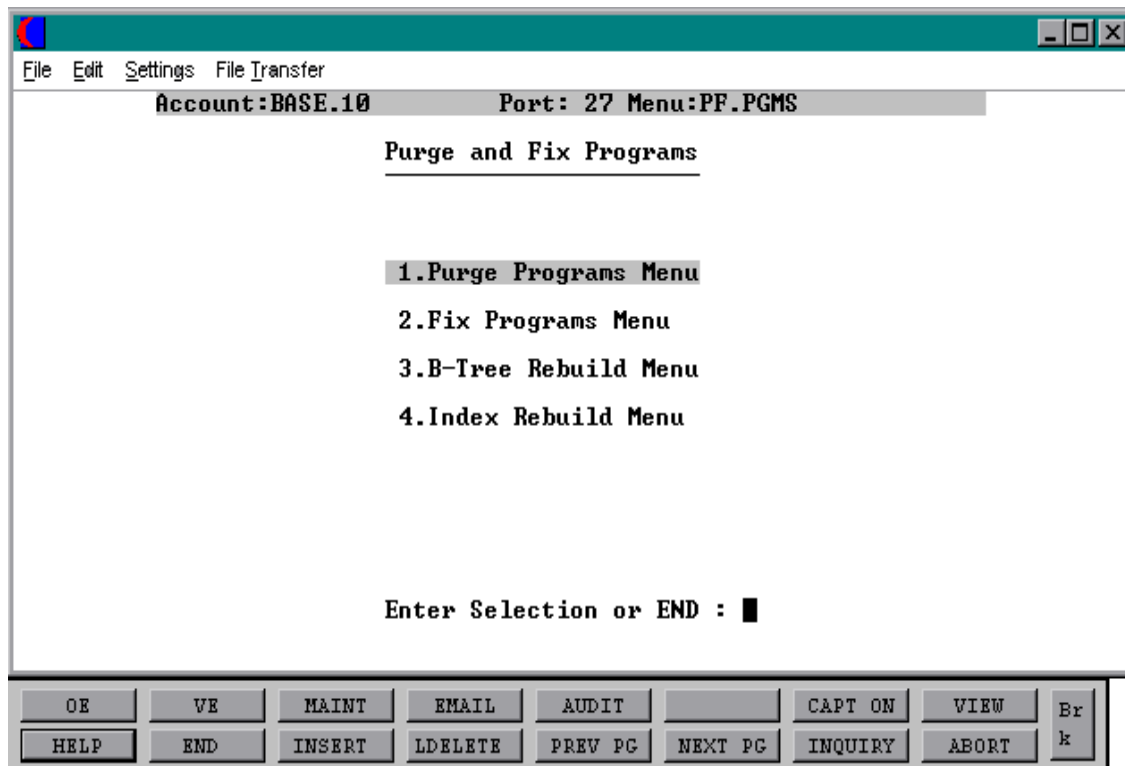 File Edit Settings File Transfer
Account:BASE.10 Port: 27 Menu:PF.PGMS
Purge and Fix Programs
1.Purge Programs Menu
2.Fix Programs Menu
3.B-Tree Rebuild Menu
4.Index Rebuild Menu
Enter Selection or END :
OE VE MAINT EMAIL AUDIT CAPT ON VIEW Br
HELP END INSERT LDELETE PREV PG NEXT PG INQUIRY ABORT k